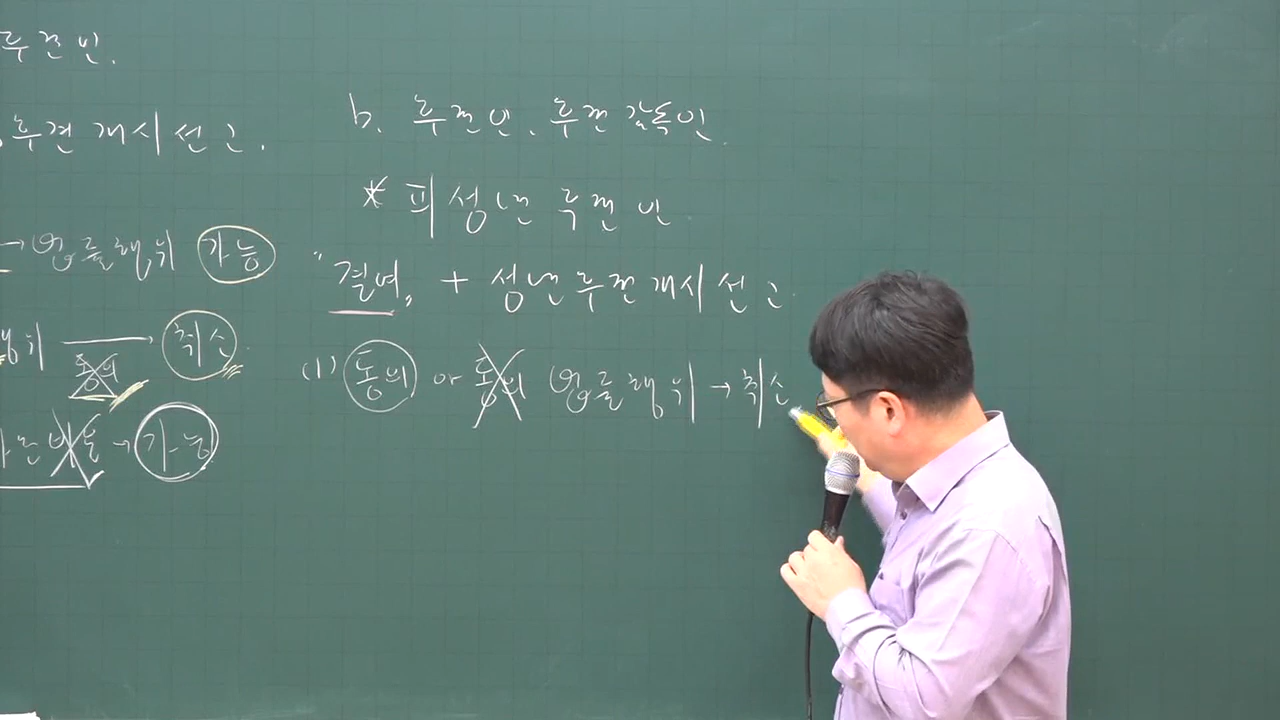 후견인.
후견개시선고.
→ 법률행위 가능
행위 → 취소
동의
→ 가능
b. 후견인. 후견감독인.
* 피성년후견인
결여, + 성년후견개시선고.
(1) 동의 or 동의 법률행위 → 취소